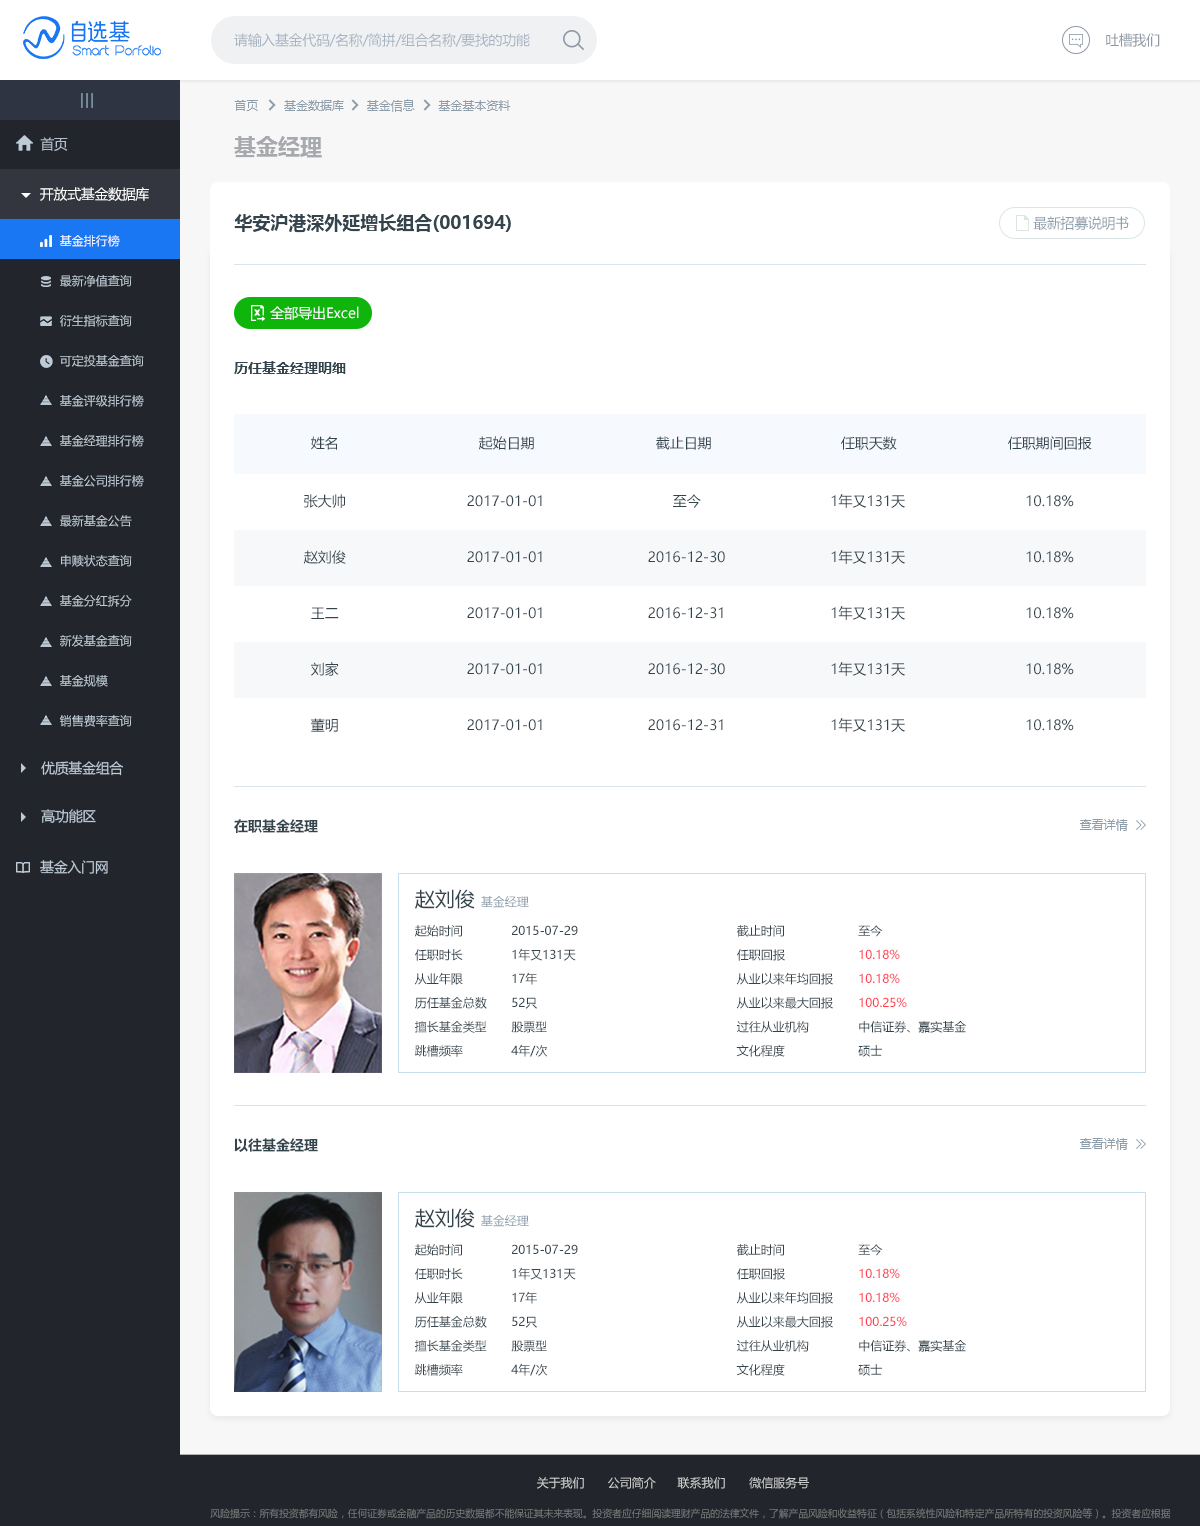 自选基
Smart Porfolio
请输入基金代码/名称/简拼/组合名称/要找的功能
吐槽我们
首页
开放式基金数据库
基金排行榜
最新净值查询
衍生指标查询
可定投基金查询
基金评级排行榜
基金经理排行榜
基金公司排行榜
最新基金公告
申赎状态查询
基金分红拆分
新发基金查询
基金规模
销售费率查询
优质基金组合
高功能区
基金入门网
首页 基金数据库 基金信息 基金基本资料
基金经理
华安沪港深外延增长组合(001694)
最新招募说明书
全部导出Excel
历任基金经理明细
姓名 起始日期 截止日期 任职天数 任职期间回报
张大帅 2017-01-01 至今 1年又131天 10.18%
赵刘俊 2017-01-01 2016-12-30 1年又131天 10.18%
王二 2017-01-01 2016-12-31 1年又131天 10.18%
刘家 2017-01-01 2016-12-30 1年又131天 10.18%
董明 2017-01-01 2016-12-31 1年又131天 10.18%
在职基金经理 查看详情
赵刘俊 基金经理
起始时间 2015-07-29 截止时间 至今
任职时长 1年又131天 任职回报 10.18%
从业年限 17年 从业以来年均回报 10.18%
历任基金总数 52只 从业以来最大回报 100.25%
擅长基金类型 股票型 过往从业机构 中信证券、嘉实基金
跳槽频率 4年/次 文化程度 硕士
以往基金经理 查看详情
赵刘俊 基金经理
起始时间 2015-07-29 截止时间 至今
任职时长 1年又131天 任职回报 10.18%
从业年限 17年 从业以来年均回报 10.18%
历任基金总数 52只 从业以来最大回报 100.25%
擅长基金类型 股票型 过往从业机构 中信证券、嘉实基金
跳槽频率 4年/次 文化程度 硕士
关于我们 公司简介 联系我们 微信服务号
风险提示：所有投资都有风险，任何证券或金融产品的历史数据都不能保证其未来表现。投资者应仔细阅读理财产品的法律文件，了解产品风险和收益特征（包括系统性风险和特定产品所特有的投资风险等）。投资者应根据